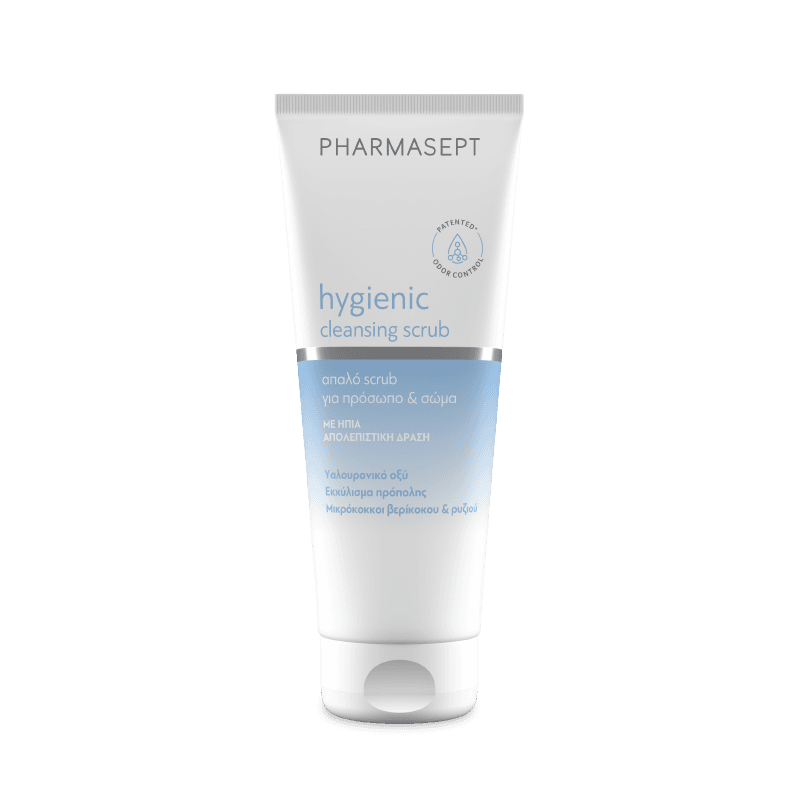 PHARMASEPT
PATENTED*
ODOR CONTROL
hygienic
cleansing scrub
απαλό scrub
για πρόσωπο & σώμα
ΜΕ ΗΠΙΑ
ΑΠΟΛΕΠΙΣΤΙΚΗ ΔΡΑΣΗ
Υαλουρονικό οξύ
Εκχύλισμα πρόπολης
Μικρόκοκκοι βερίκοκου & ρυζιού